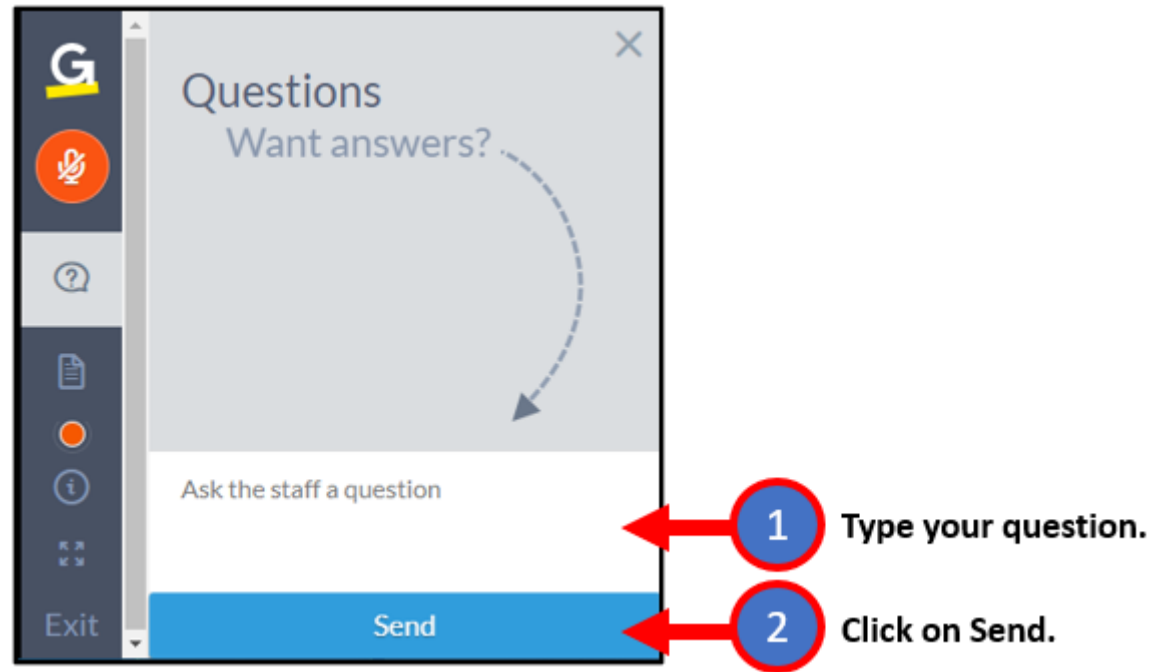 G
Questions
Want answers?
Ask the staff a question
1 Type your question.
Exit
Send
2 Click on Send.